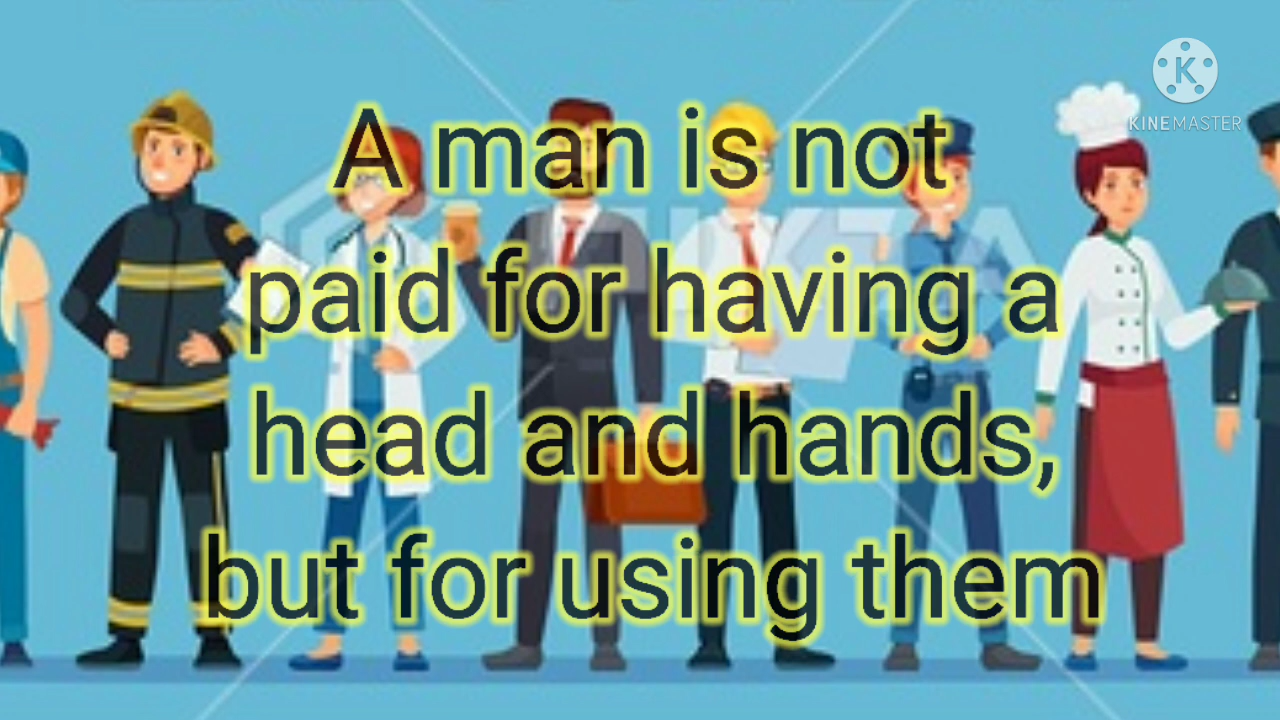 A man is not
paid for having a
head and hands,
but for using them
K
KINEMASTER